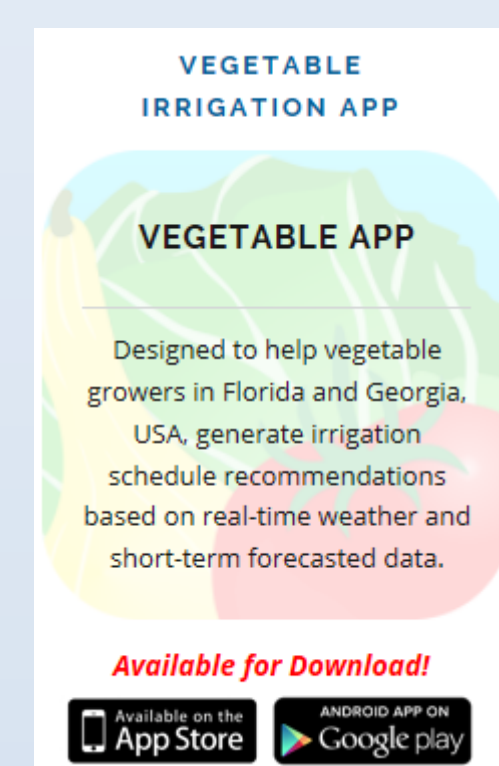 VEGETABLE
IRRIGATION APP
VEGETABLE APP
Designed to help vegetable
growers in Florida and Georgia,
USA, generate irrigation
schedule recommendations
based on real-time weather and
short-term forecasted data.
Available for Download!
Available on the
App Store
ANDROID APP ON
Google play